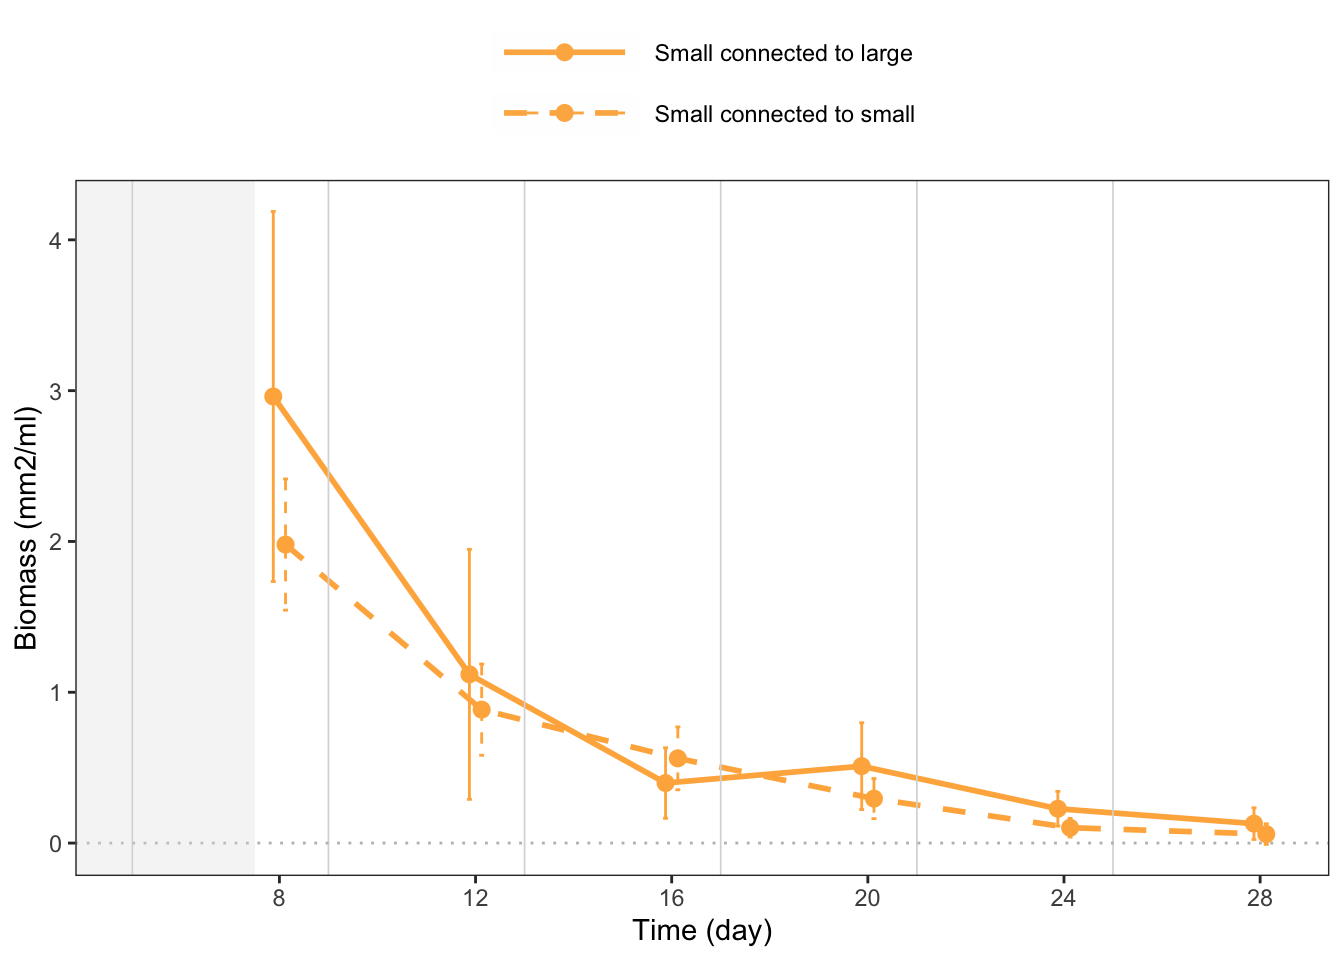 Small connected to large
Small connected to small
Biomass (mm2/ml)
4
3
2
1
0
8 12 16 20 24 28
Time (day)